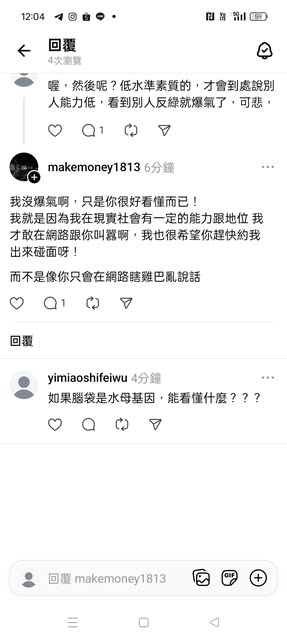 12:04
59
回覆
4次瀏覽
喔，然後呢？低水準素質的，才會到處說別
人能力低，看到別人反綠就爆氣了，可悲，
1
makemoney1813 6分鐘
我沒爆氣啊，只是你很好看懂而已！
我就是因為我在現實社會有一定的能力跟地位 我
才敢在網路跟你叫囂啊，我也很希望你趕快約我
出來碰面呀！
而不是像你只會在網路瞎雞巴亂說話
1
回覆
yimiaoshifeiwu 4分鐘
如果腦袋是水母基因，能看懂什麼？？？
回覆 makemoney1813
GIF